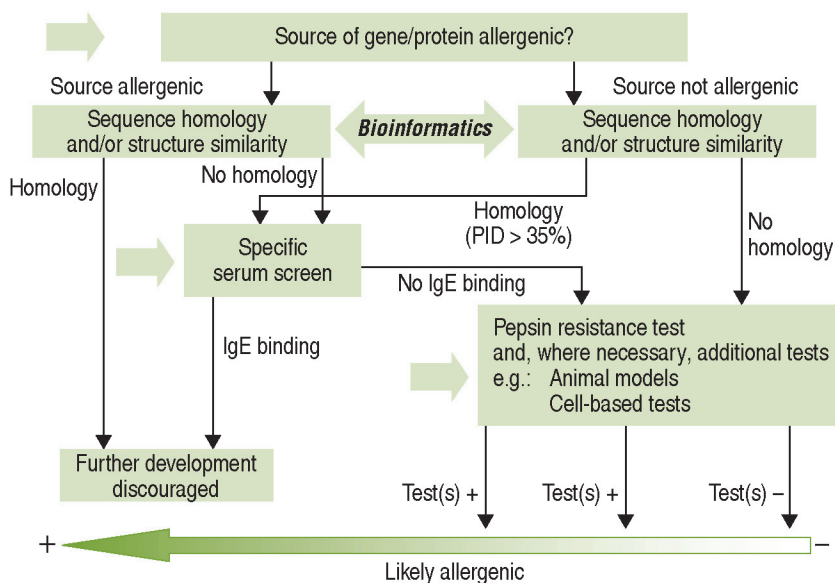 Source of gene/protein allergenic?
Source allergenic
Source not allergenic
Sequence homology
and/or structure similarity
Bioinformatics
Sequence homology
and/or structure similarity
Homology
No homology
Homology
(PID > 35%)
No
homology
Specific
serum screen
No IgE binding
IgE binding
Pepsin resistance test
and, where necessary, additional tests
e.g.: Animal models
Cell-based tests
Further development
discouraged
Test(s) +
Test(s) +
Test(s) –
+
–
Likely allergenic